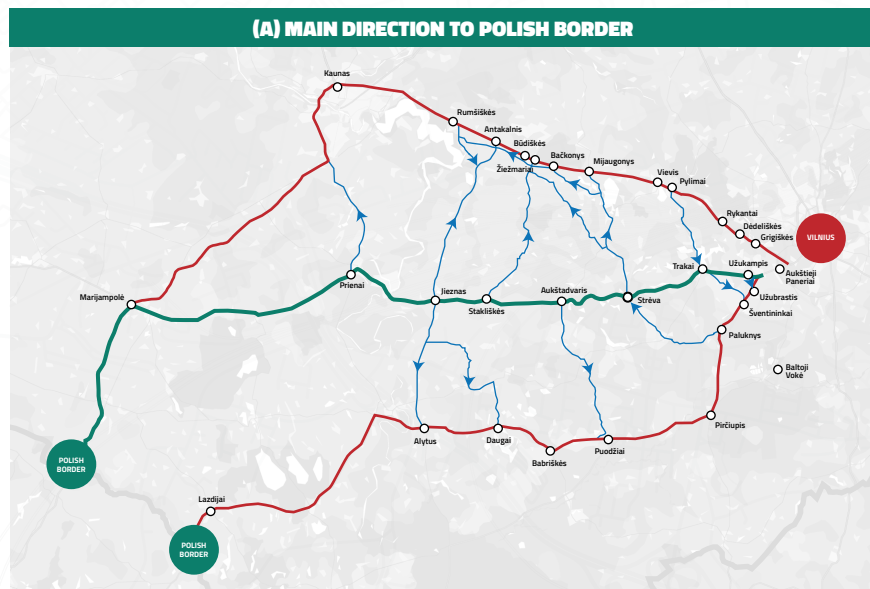 (A) MAIN DIRECTION TO POLISH BORDER
Kaunas
Rumšiškės
Antakalnis
Būdiškės
Bačkonys
Žiežmariai
Mijaugonys
Vievis
Pylimai
Rykantai
Dėdeliškės
Grigiškės
VILNIUS
Trakai
Užukampis
Aukštieji
Paneriai
Prienai
Marijampolė
Jieznas
Stakliškės
Aukštadvaris
Strėva
Užubrastis
Šventininkai
Paluknys
Baltoji
Vokė
Pirčiupis
Alytus
Daugai
Babriškės
Puodžiai
POLISH
BORDER
Lazdijai
POLISH
BORDER